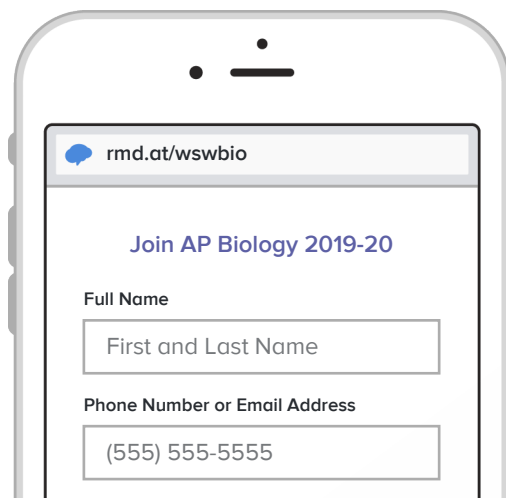 rmd.at/wswbio
Join AP Biology 2019-20
Full Name
First and Last Name
Phone Number or Email Address
(555) 555-5555